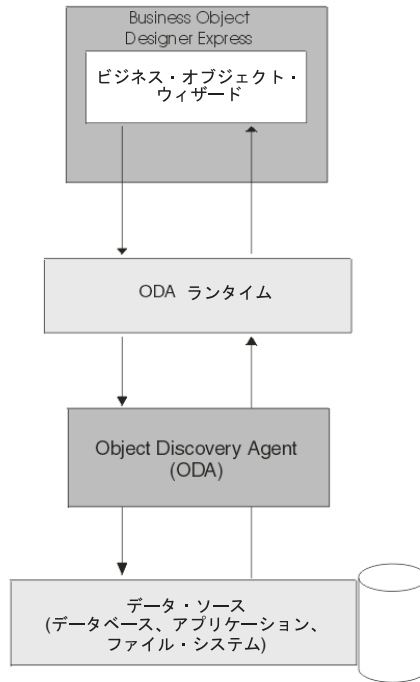 Business Object
Designer Express
ビジネス・オブジェクト・
ウィザード
ODA ランタイム
Object Discovery Agent
(ODA)
データ・ソース
(データベース、アプリケーション、
ファイル・システム)